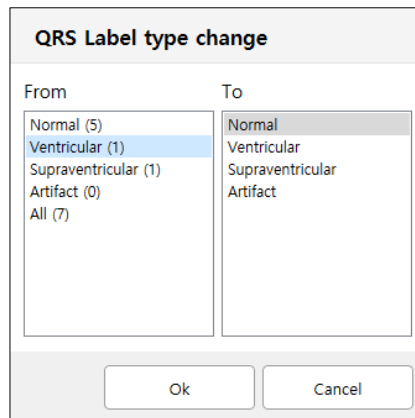 QRS Label type change
From
To
Normal (5)
Ventricular (1)
Supraventricular (1)
Artifact (0)
All (7)
Normal
Ventricular
Supraventricular
Artifact
Ok
Cancel